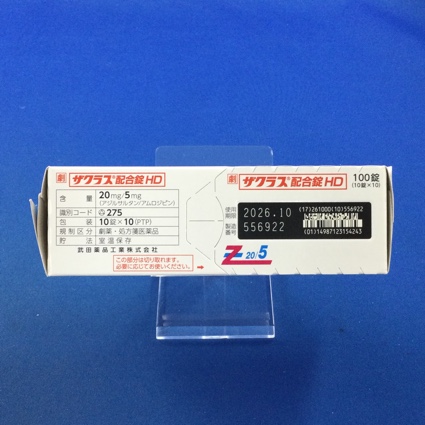 劇 ザクラス®配合錠HD
含量 20mg/5mg
(アジルサルタン/アムロジピン)
識別コード 275
包装 10錠×10(PTP)
規制区分 劇薬・処方箋医薬品
貯法 室温保存
武田薬品工業株式会社
この部分は切り取れます。
必要に応じてお使いください。
劇 ザクラス®配合錠HD 100錠
(10錠×10)
使用期限 2026.10
製造番号 556922
(17)261000(10)556922
(01)14987123154243
Z 20/5